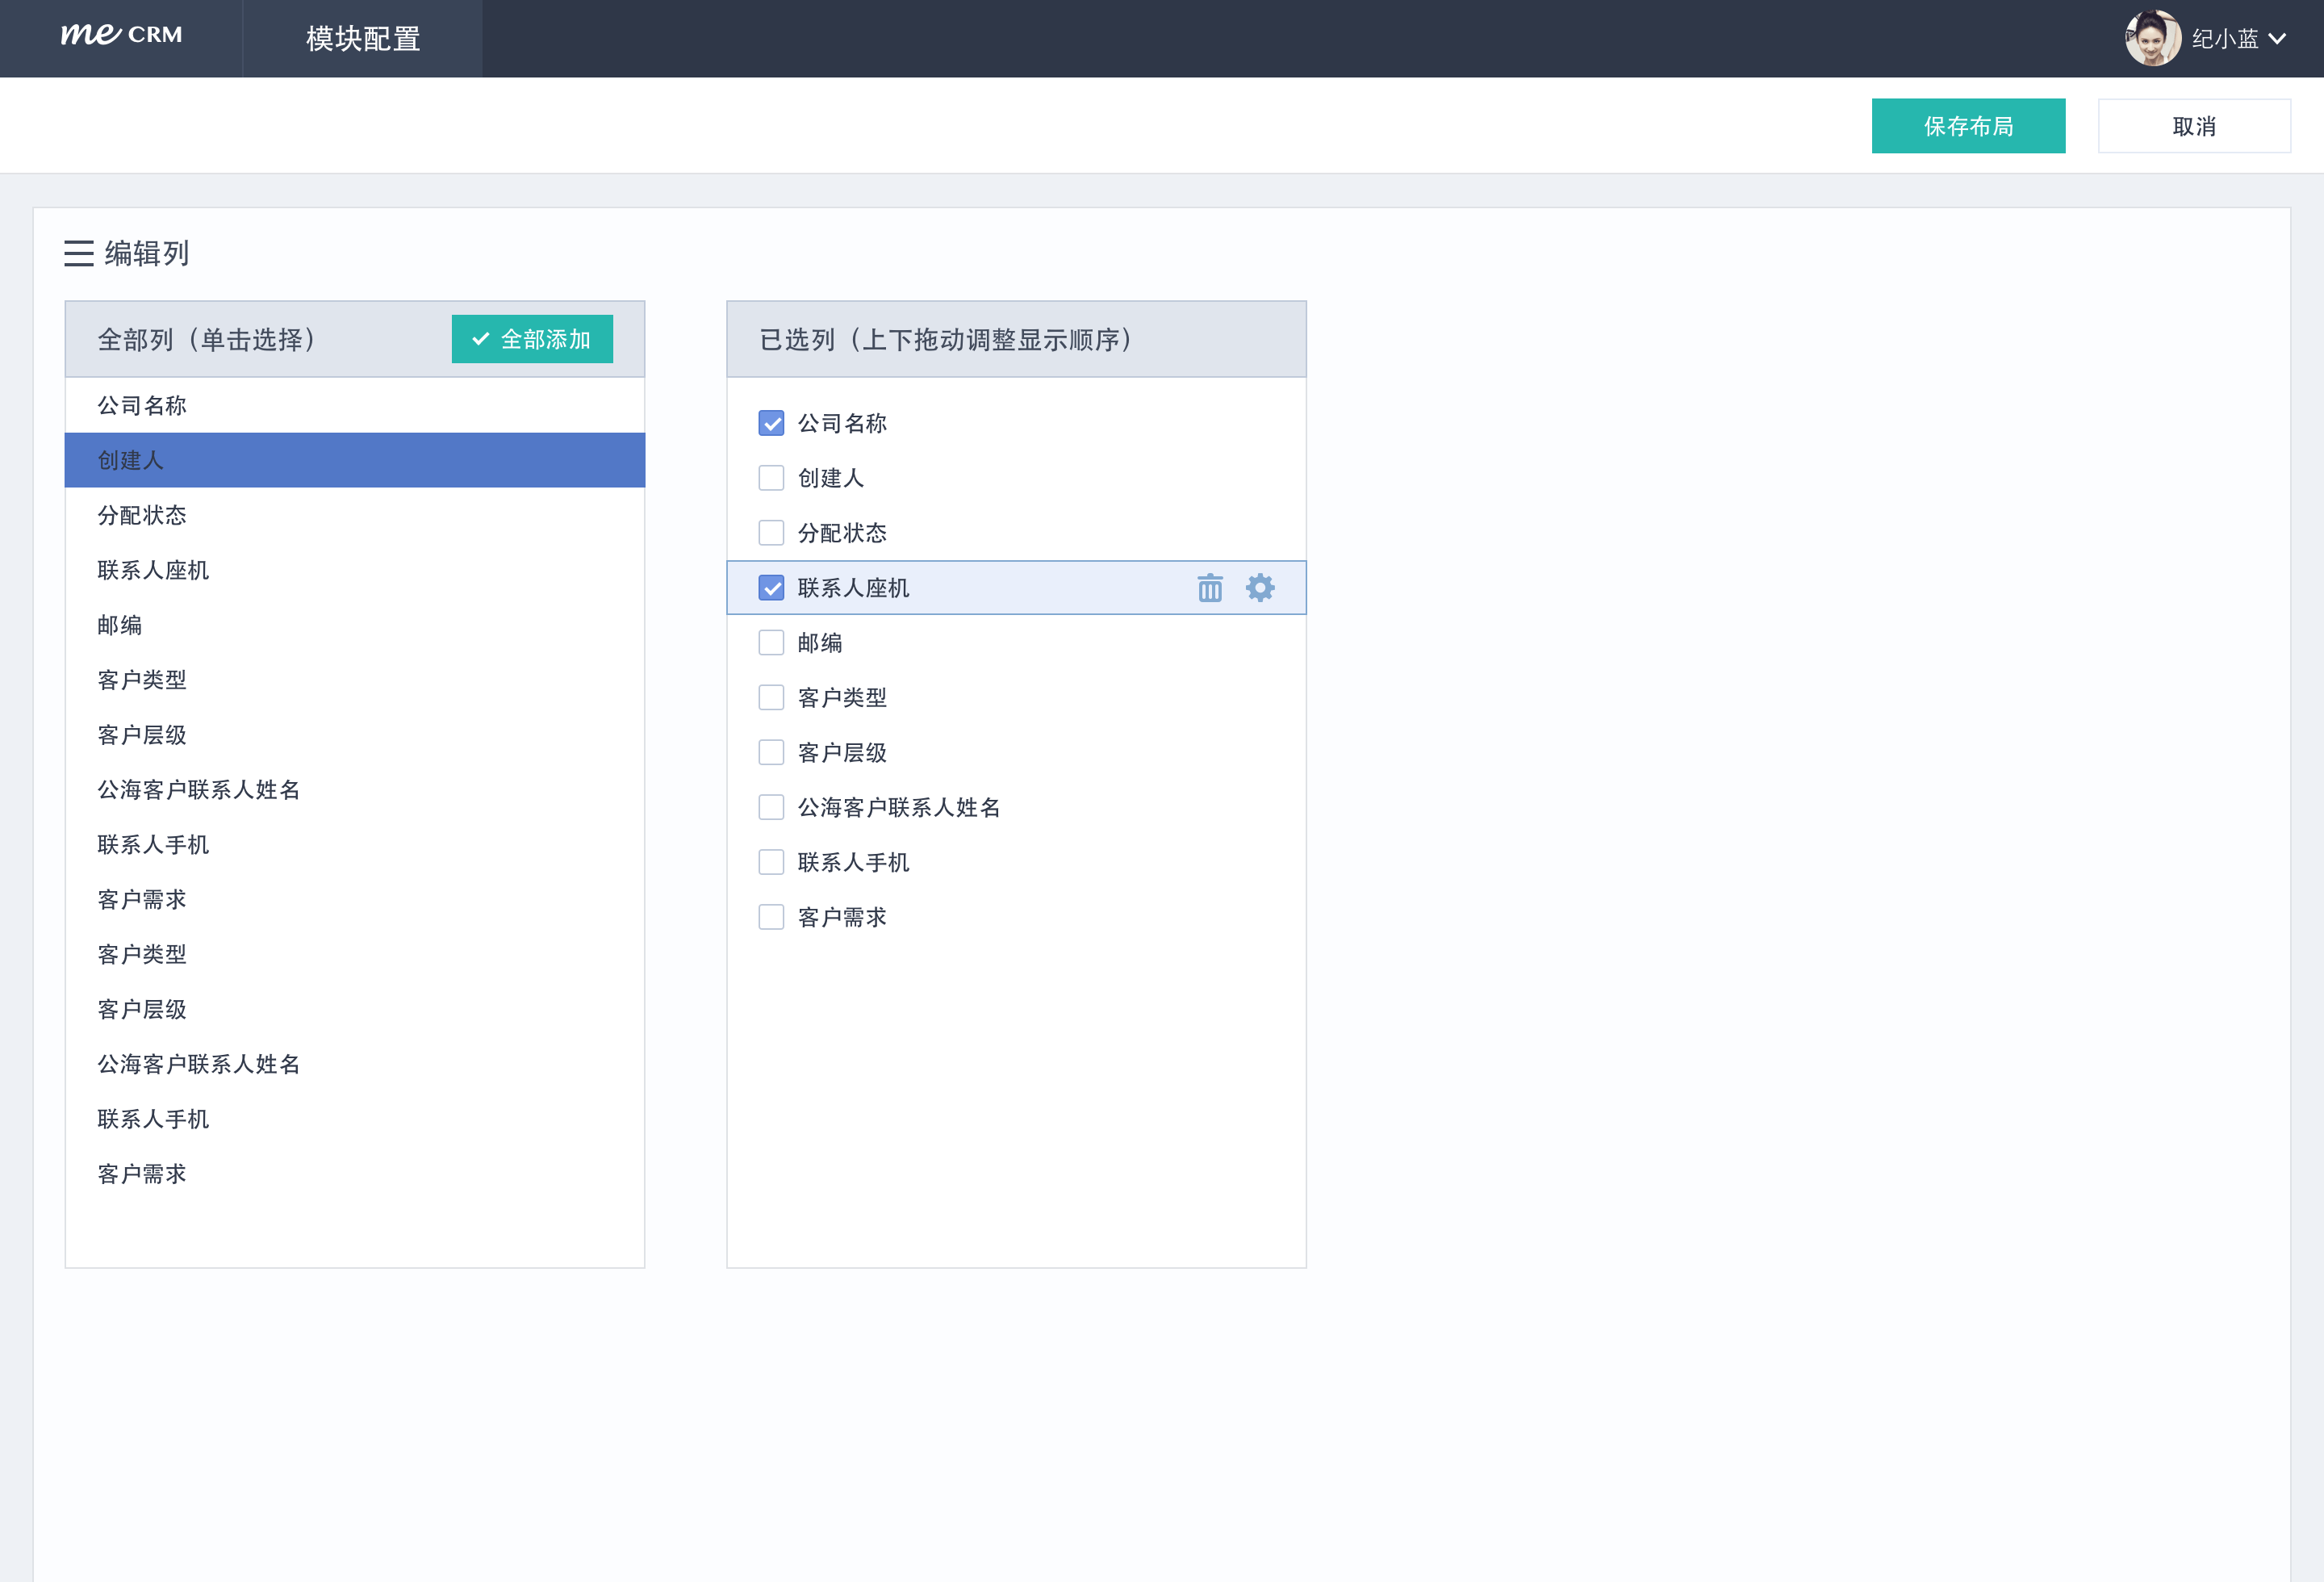 me CRM
模块配置
纪小蓝
保存布局
取消
编辑列
全部列（单击选择）
全部添加
公司名称
创建人
分配状态
联系人座机
邮编
客户类型
客户层级
公海客户联系人姓名
联系人手机
客户需求
客户类型
客户层级
公海客户联系人姓名
联系人手机
客户需求
已选列（上下拖动调整显示顺序）
公司名称
创建人
分配状态
联系人座机
邮编
客户类型
客户层级
公海客户联系人姓名
联系人手机
客户需求